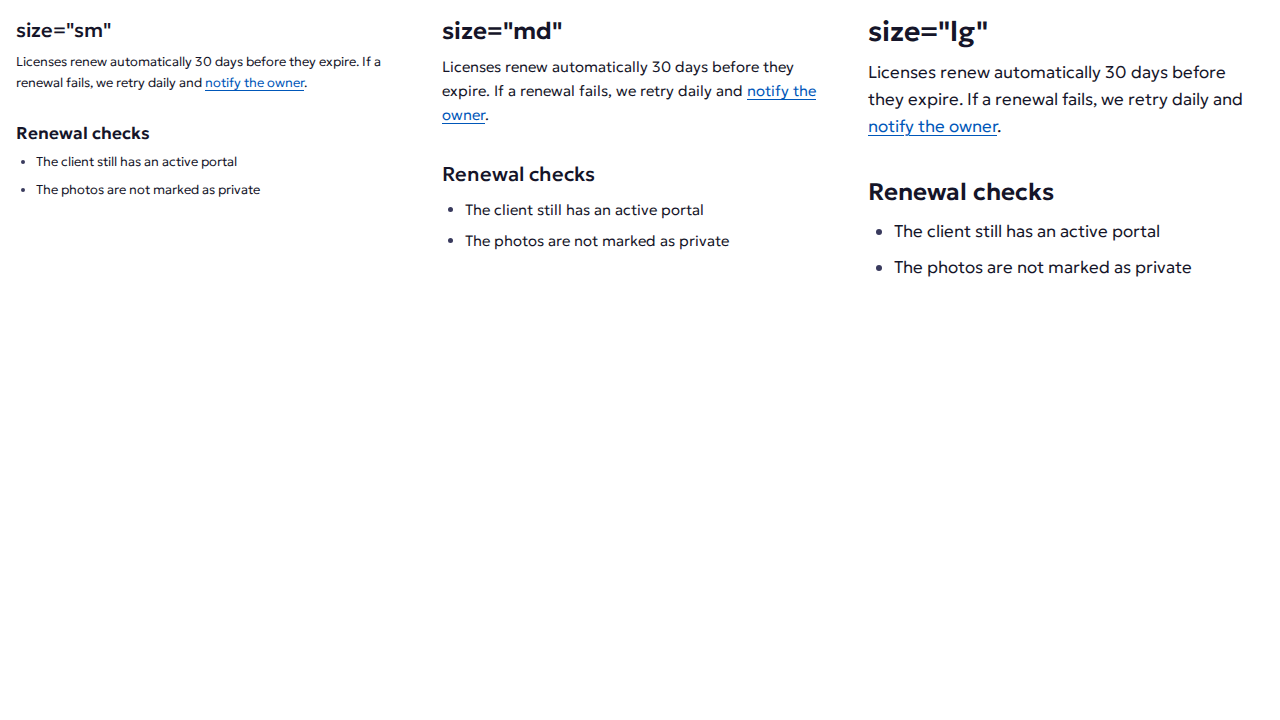 size="sm"
Licenses renew automatically 30 days before they expire. If a
renewal fails, we retry daily and notify the owner.
Renewal checks
• The client still has an active portal
• The photos are not marked as private
size="md"
Licenses renew automatically 30 days before they
expire. If a renewal fails, we retry daily and notify the
owner.
Renewal checks
• The client still has an active portal
• The photos are not marked as private
size="lg"
Licenses renew automatically 30 days before
they expire. If a renewal fails, we retry daily and
notify the owner.
Renewal checks
• The client still has an active portal
• The photos are not marked as private